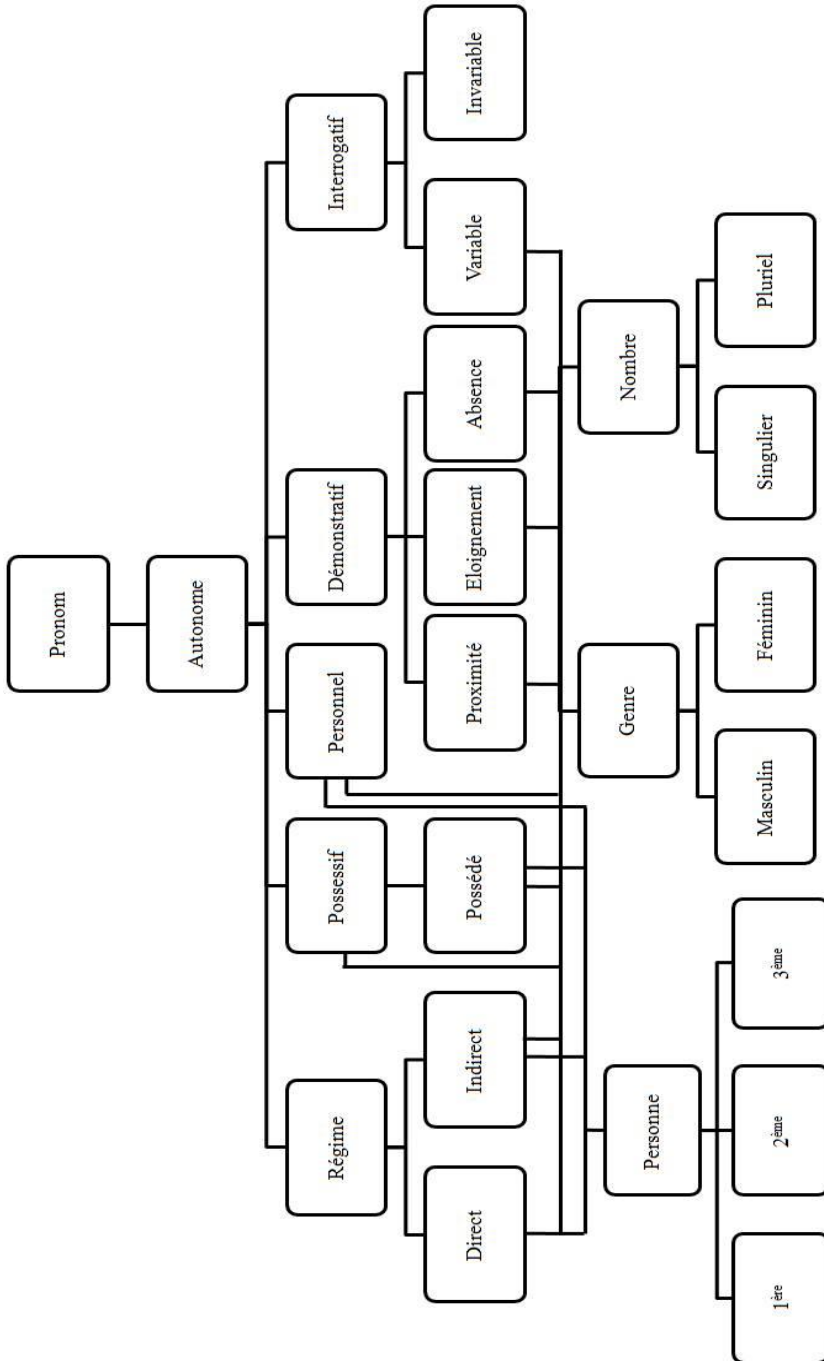 Pronom
Autonome
Régime
Possessif
Personnel
Démonstratif
Interrogatif
Direct
Indirect
Possédé
Proximité
Eloignement
Absence
Variable
Invariable
Personne
Genre
Nombre
1ère
2ème
3ème
Masculin
Féminin
Singulier
Pluriel